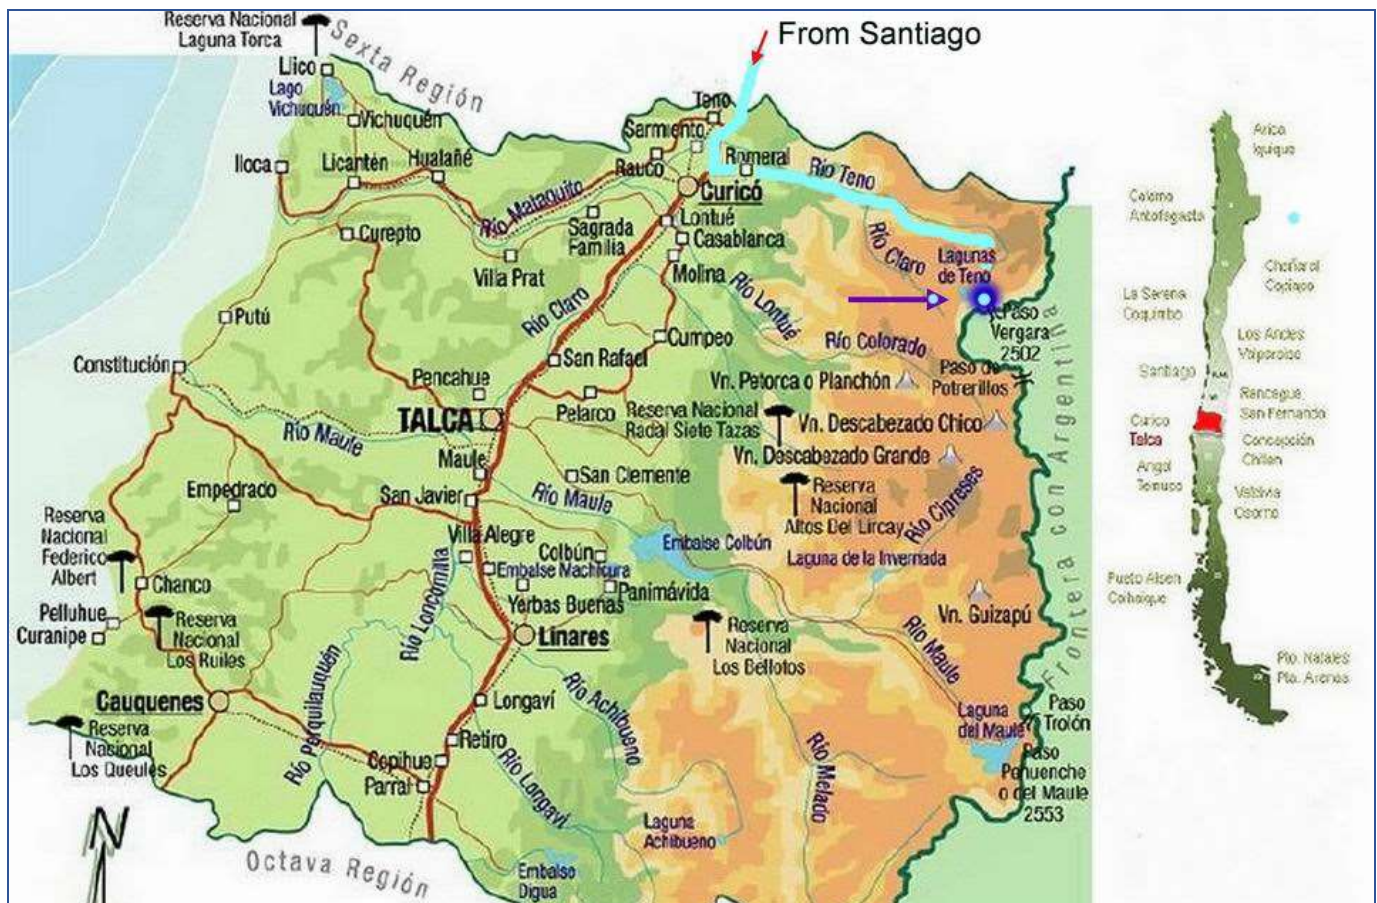 Reserva Nacional
Laguna Torca
From Santiago
Sexta Región
Llico
Lago
Vichuquén
Vichuquén
Teno
Sarmiento
Iloca
Licantén
Hualañé
Rauco
Romeral
Río Teno
Curicó
Río Mataquito
Sagrada
Familia
Lontué
Casablanca
Curepto
Villa Prat
Molina
Río Claro
Lagunas
de Teno
Río Claro
Río Lontué
Paso
Vergara
2502
Putú
Cumpeo
Río Colorado
Constitución
San Rafael
Paso de
Potrerillos
Pencahue
Vn. Petorca o Planchón
TALCA
Pelarco
Reserva Nacional
Radal Siete Tazas
Vn. Descabezado Chico
Río Maule
Maule
Vn. Descabezado Grande
San Clemente
Empedrado
San Javier
Río Maule
Reserva
Nacional
Altos Del Lircay
Río Cipreses
Reserva
Nacional
Federico
Albert
Villa Alegre
Colbún
Embalse Colbún
Laguna de la Invernada
Embalse Machicura
Chanco
Yerbas Buenas
Panimávida
Río Loncomilla
Vn. Guizapú
Pelluhue
Curanipe
Reserva
Nacional
Los Ruiles
Linares
Reserva
Nacional
Los Bellotos
Río Maule
Frontera con Argentina
Cauquenes
Río Perquilauquén
Longaví
Río Achibueno
Laguna
del Maule
Paso
Trolón
Reserva
Nacional
Los Queules
Retiro
Copihue
Parral
Río Longaví
Río Melado
Paso
Pehuenche
o del Maule
2553
N
Octava Región
Laguna
Achibueno
Embalse
Digua
Arica
Iquique
Calama
Antofagasta
Chañaral
Copiapo
La Serena
Coquimbo
Los Andes
Valparaiso
Santiago
R.M.
Rancagua
San Fernando
Curico
Talca
Concepción
Chillan
Angol
Temuco
Valdivia
Osorno
Puerto Aisen
Coihaique
Pto. Natales
Pta. Arenas